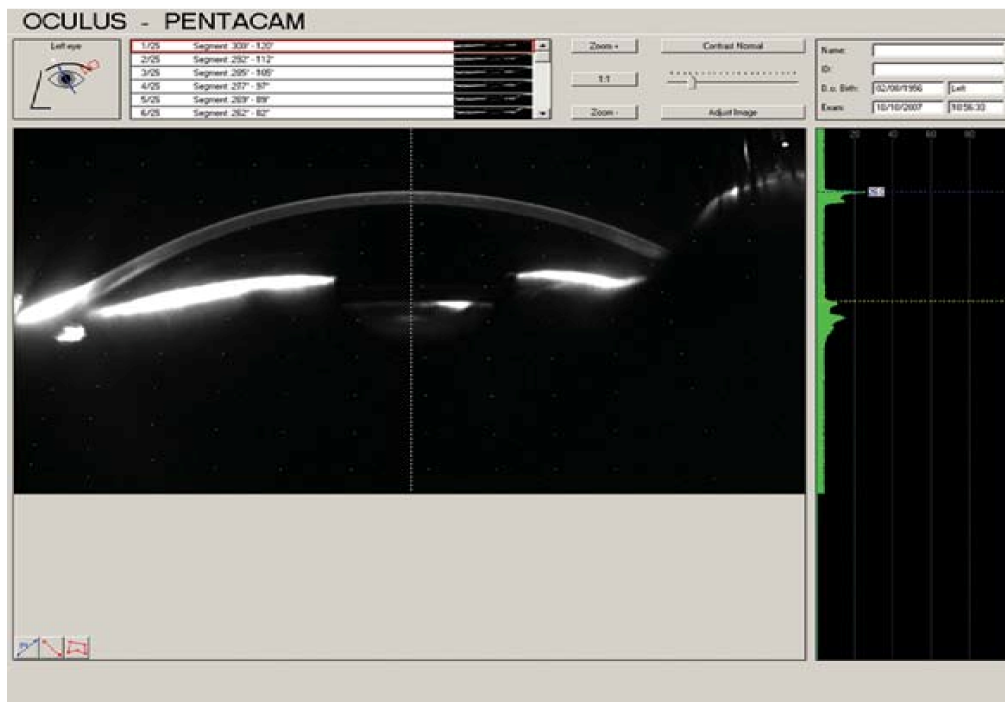 OCULUS - PENTACAM
Left eye
1/25 Segment 300° - 120°
2/25 Segment 292° - 112°
3/25 Segment 285° - 105°
4/25 Segment 277° - 97°
5/25 Segment 269° - 89°
6/25 Segment 262° - 82°
Zoom +
1:1
Zoom -
Contrast Normal
Adjust Image
Name:
ID:
D.o. Birth: 02/08/1956 Left
Exam: 10/10/2007 10:56:33
20 40 60 80